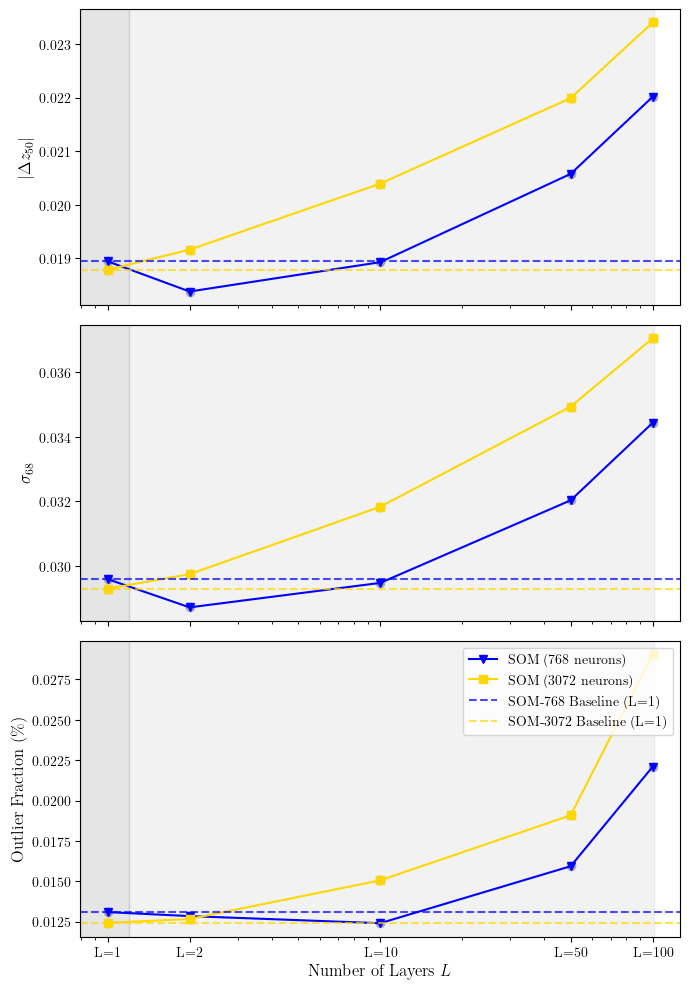 0.023
0.022
0.021
0.020
0.019
|Δz50|
0.036
0.034
0.032
0.030
σ68
0.0275
0.0250
0.0225
0.0200
0.0175
0.0150
0.0125
Outlier Fraction (%)
SOM (768 neurons)
SOM (3072 neurons)
SOM-768 Baseline (L=1)
SOM-3072 Baseline (L=1)
L=1 L=2 L=10 L=50 L=100
Number of Layers L